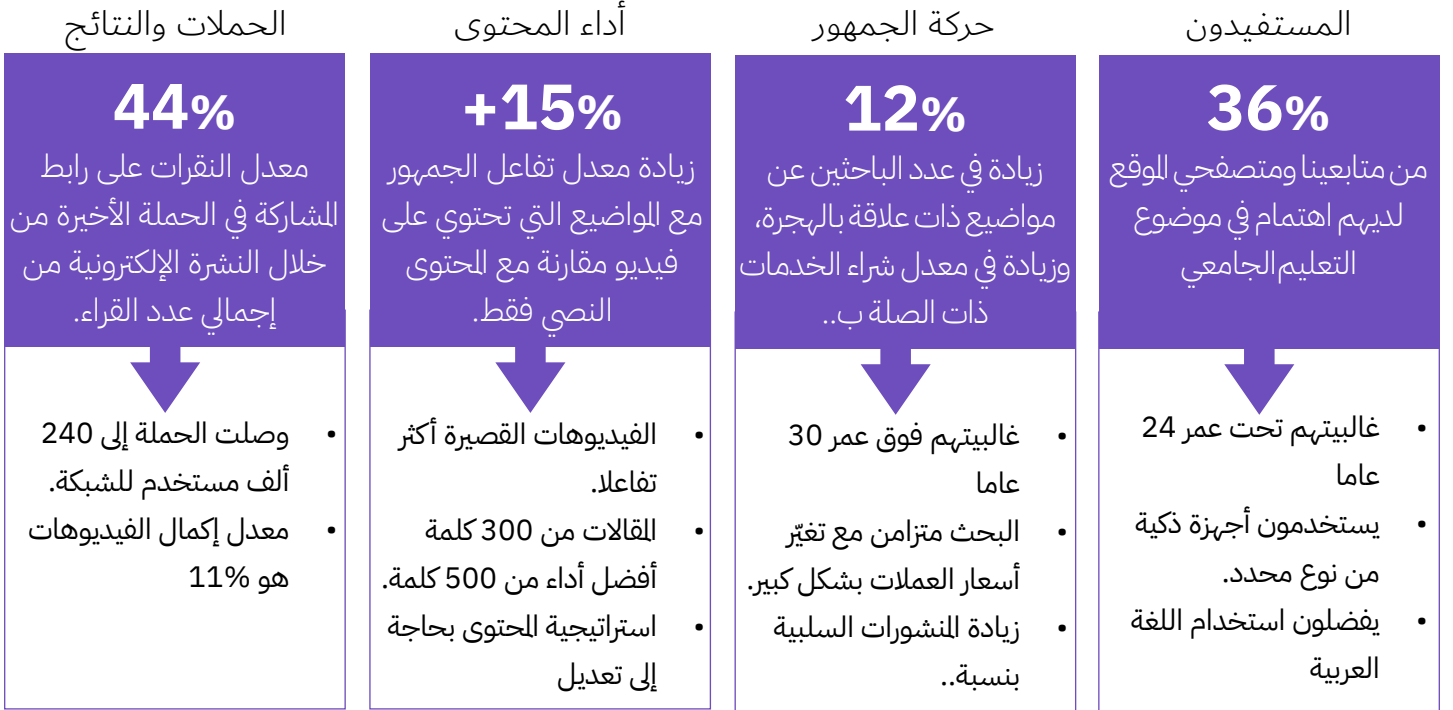 المستفيدون
36%
من متابعينا ومتصفحي الموقع
لديهم اهتمام في موضوع
التعليم الجامعي
• غالبيتهم تحت عمر 24
عاما
• يستخدمون أجهزة ذكية
من نوع محدد.
• يفضلون استخدام اللغة
العربية
حركة الجمهور
12%
زيادة في عدد الباحثين عن
مواضيع ذات علاقة بالهجرة،
وزيادة في معدل شراء الخدمات
ذات الصلة ب..
• غالبيتهم فوق عمر 30
عاما
• البحث متزامن مع تغيّر
أسعار العملات بشكل كبير.
• زيادة المنشورات السلبية
بنسبة..
أداء المحتوى
+15%
زيادة معدل تفاعل الجمهور
مع المواضيع التي تحتوي على
فيديو مقارنة مع المحتوى
النصي فقط.
• الفيديوهات القصيرة أكثر
تفاعلا.
• المقالات من 300 كلمة
أفضل أداء من 500 كلمة.
• استراتيجية المحتوى بحاجة
إلى تعديل
الحملات والنتائج
44%
معدل النقرات على رابط
المشاركة في الحملة الأخيرة من
خلال النشرة الإلكترونية من
إجمالي عدد القراء.
• وصلت الحملة إلى 240
ألف مستخدم للشبكة.
• معدل إكمال الفيديوهات
هو 11%